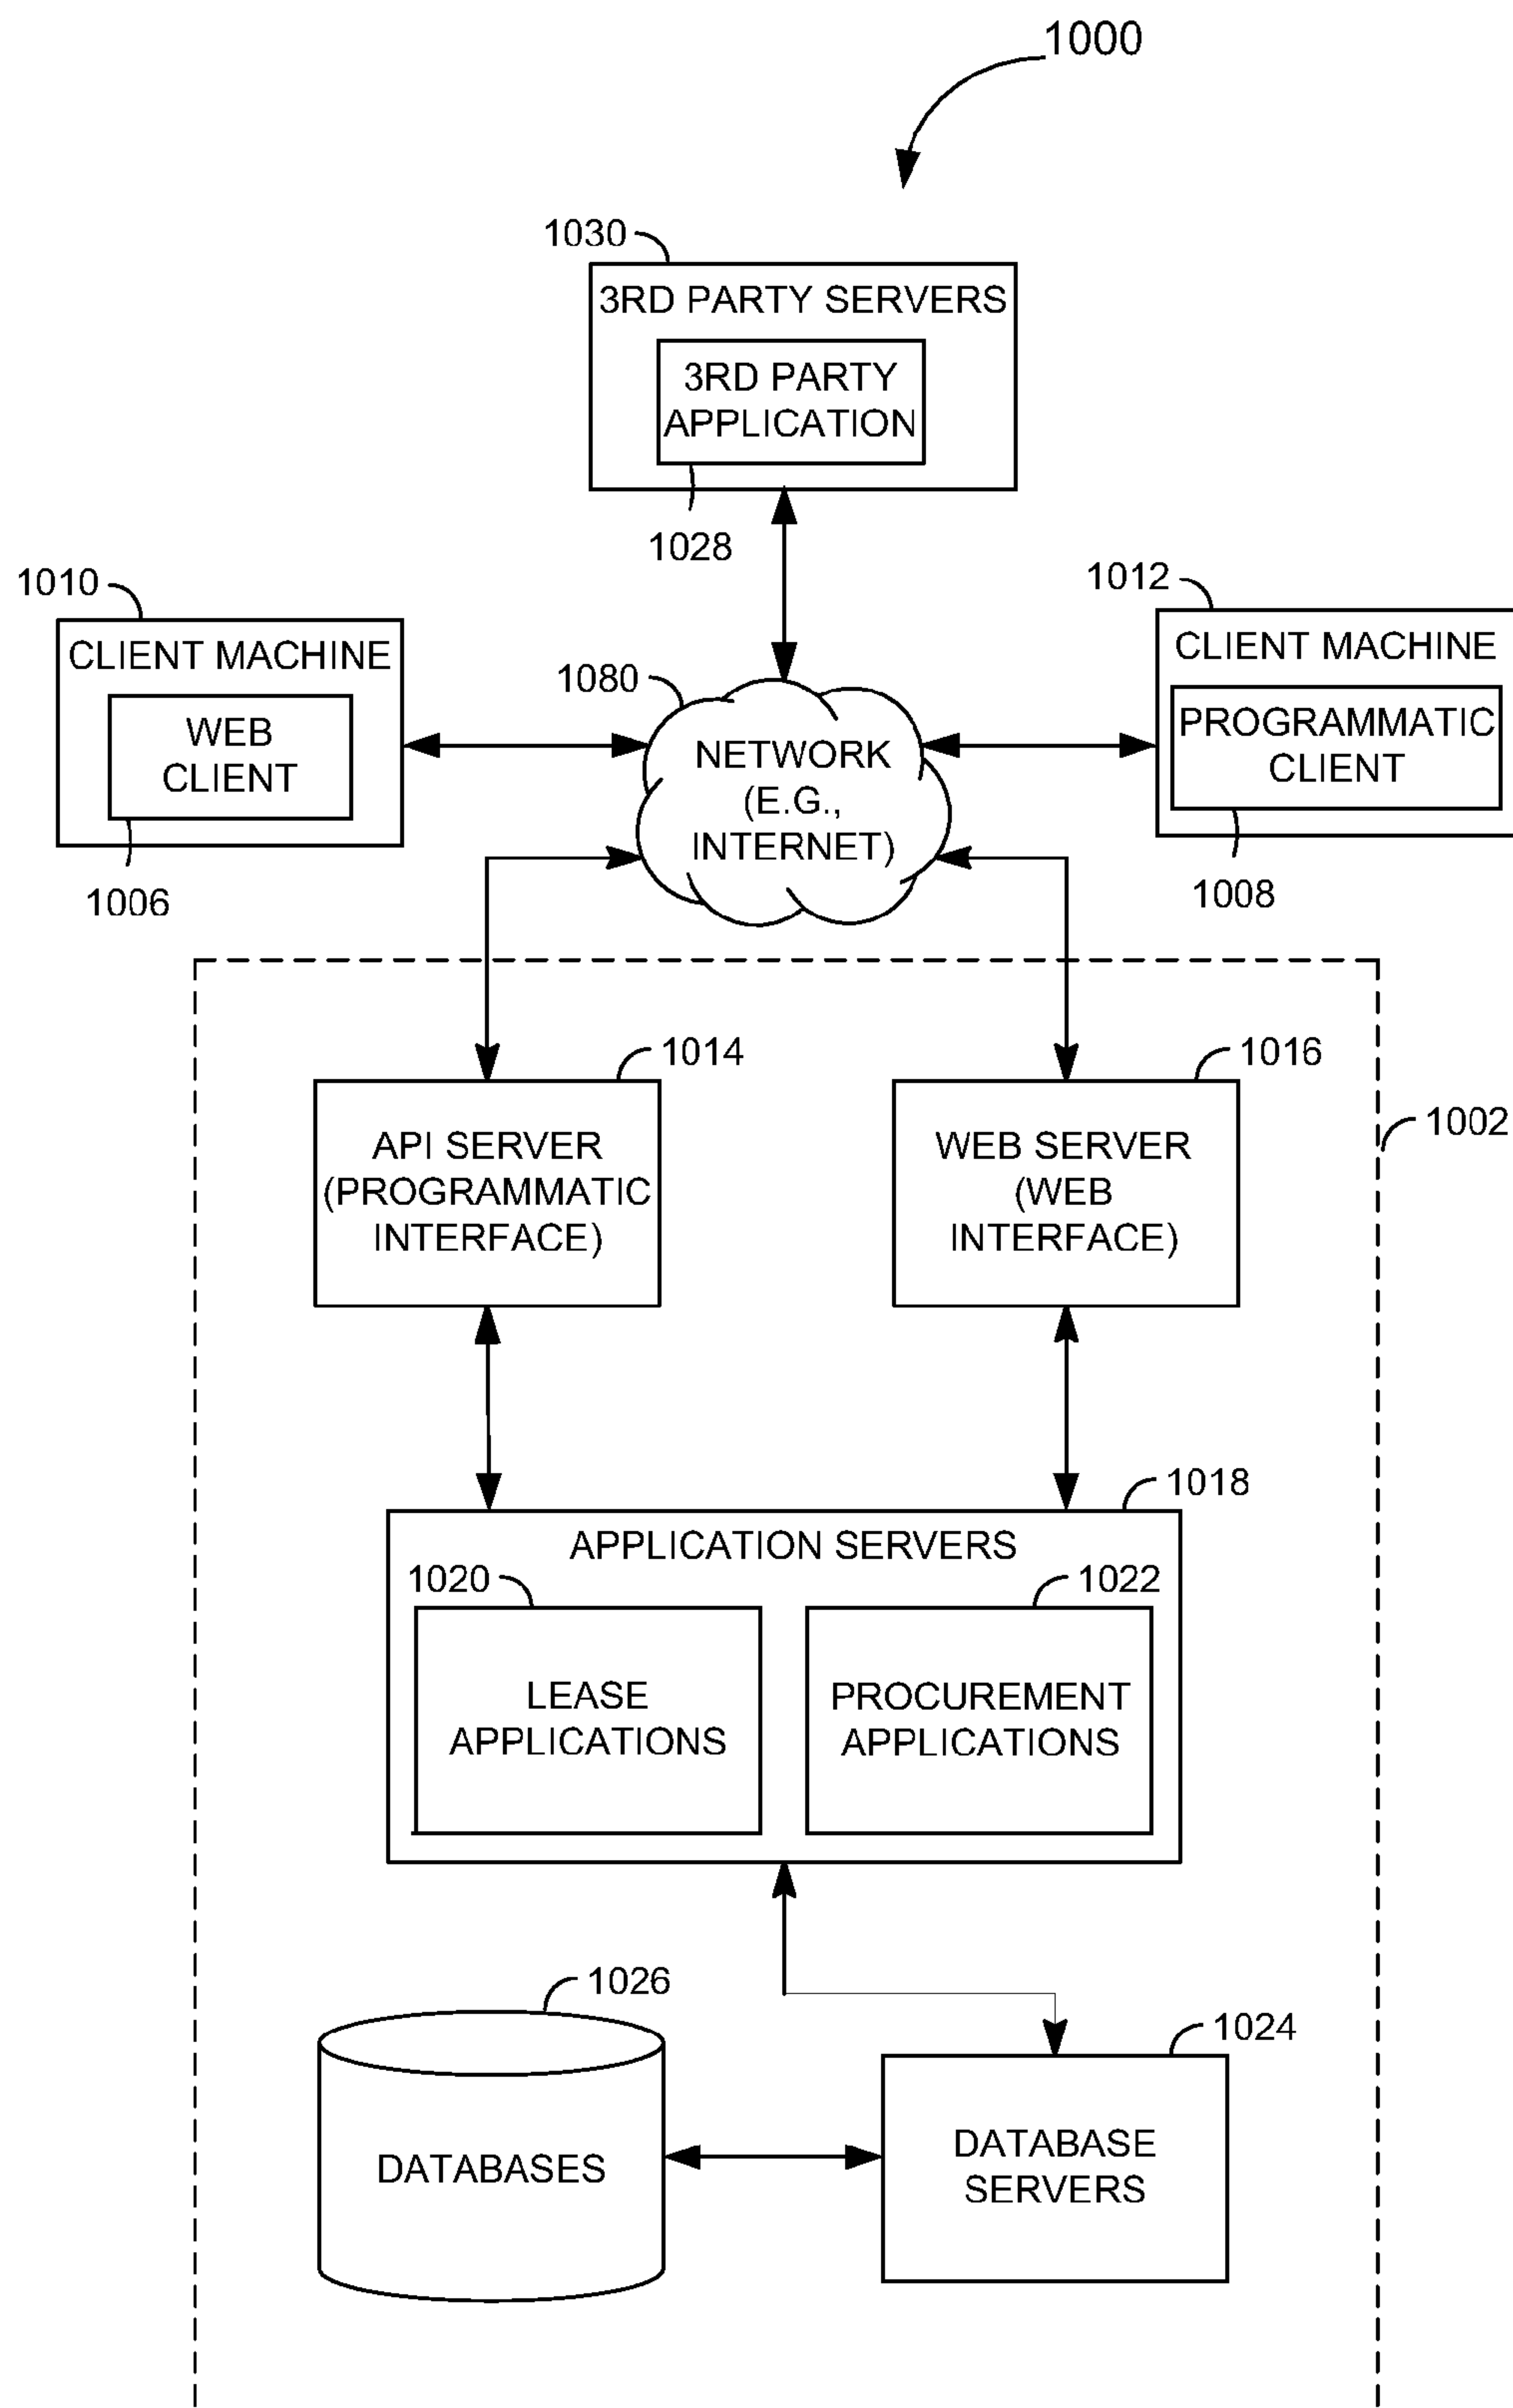 1000
1030
3RD PARTY SERVERS
3RD PARTY
APPLICATION
1028
1010
CLIENT MACHINE
WEB
CLIENT
1006
1012
CLIENT MACHINE
PROGRAMMATIC
CLIENT
1008
1080
NETWORK
(E.G.,
INTERNET)
1014
API SERVER
(PROGRAMMATIC
INTERFACE)
1016
WEB SERVER
(WEB
INTERFACE)
1002
1018
APPLICATION SERVERS
1020
LEASE
APPLICATIONS
1022
PROCUREMENT
APPLICATIONS
1026
DATABASES
1024
DATABASE
SERVERS